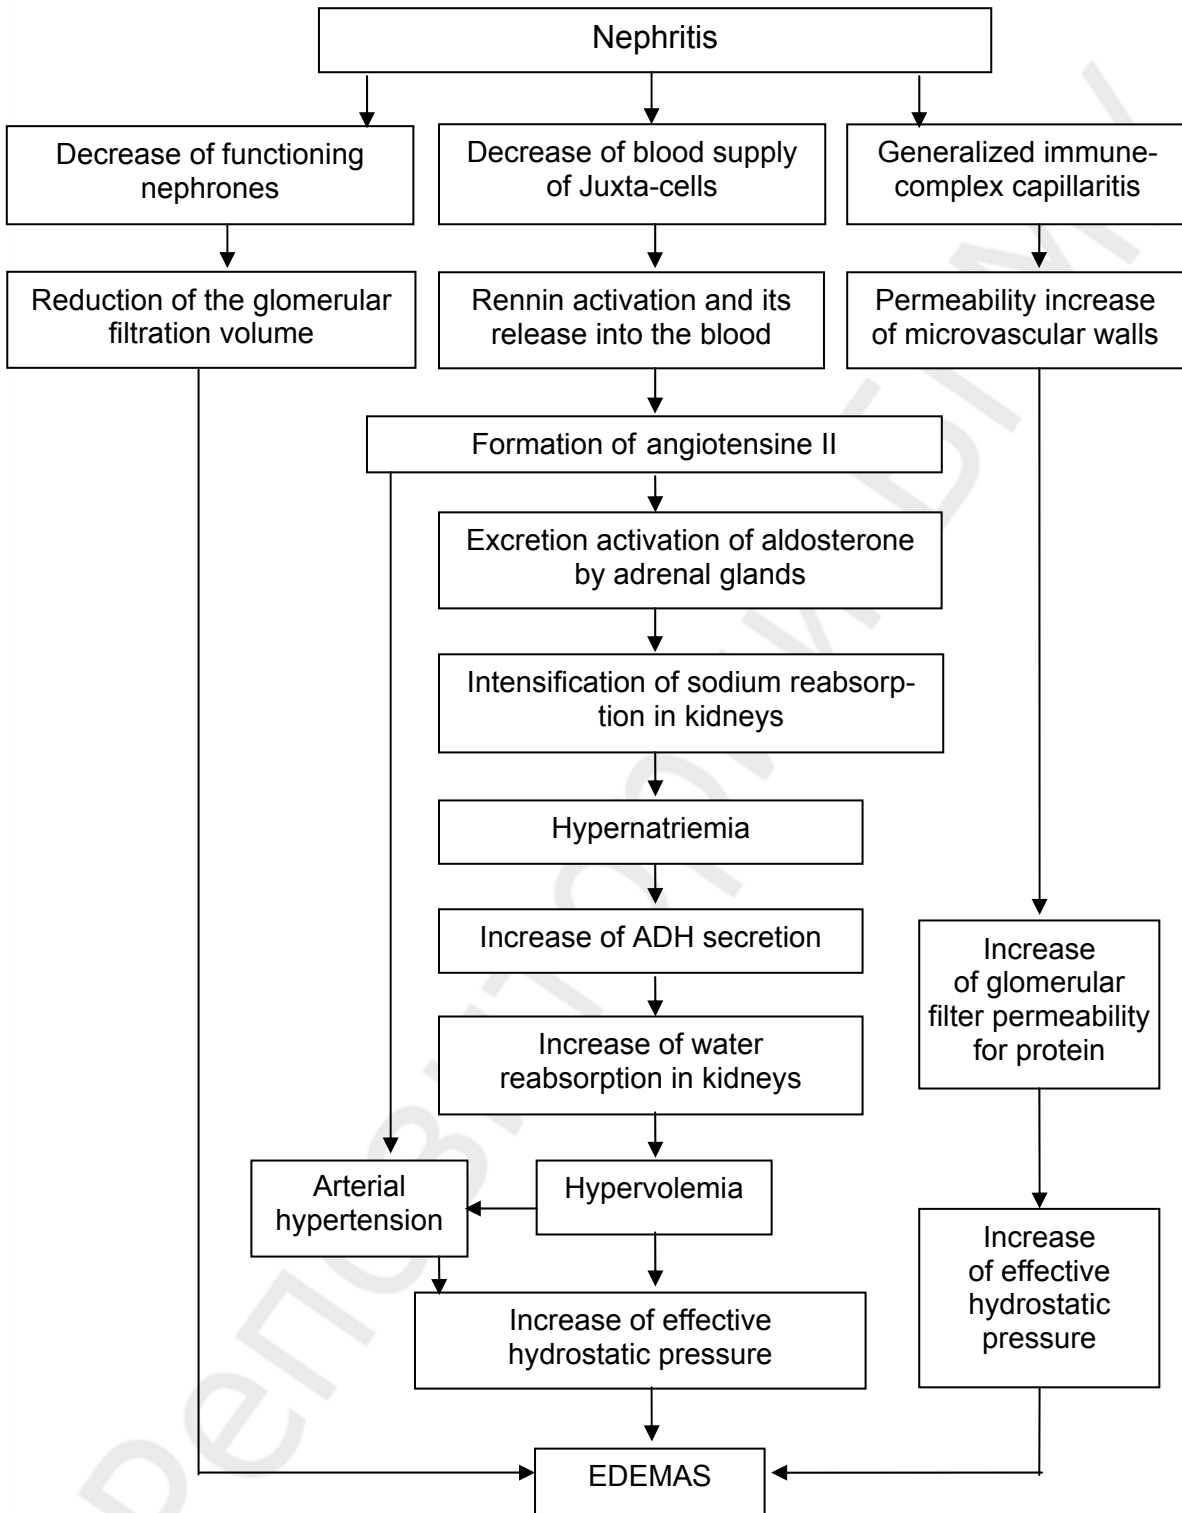 Nephritis
Decrease of functioning
nephrones
Decrease of blood supply
of Juxta-cells
Generalized immune-
complex capillaritis
Reduction of the glomerular
filtration volume
Rennin activation and its
release into the blood
Permeability increase
of microvascular walls
Formation of angiotensine II
Excretion activation of aldosterone
by adrenal glands
Intensification of sodium reabsorp-
tion in kidneys
Hypernatriemia
Increase of ADH secretion
Increase
of glomerular
filter permeability
for protein
Increase of water
reabsorption in kidneys
Arterial
hypertension
Hypervolemia
Increase
of effective
hydrostatic
pressure
Increase of effective
hydrostatic pressure
EDEMAS
Репозиторий БГМУ